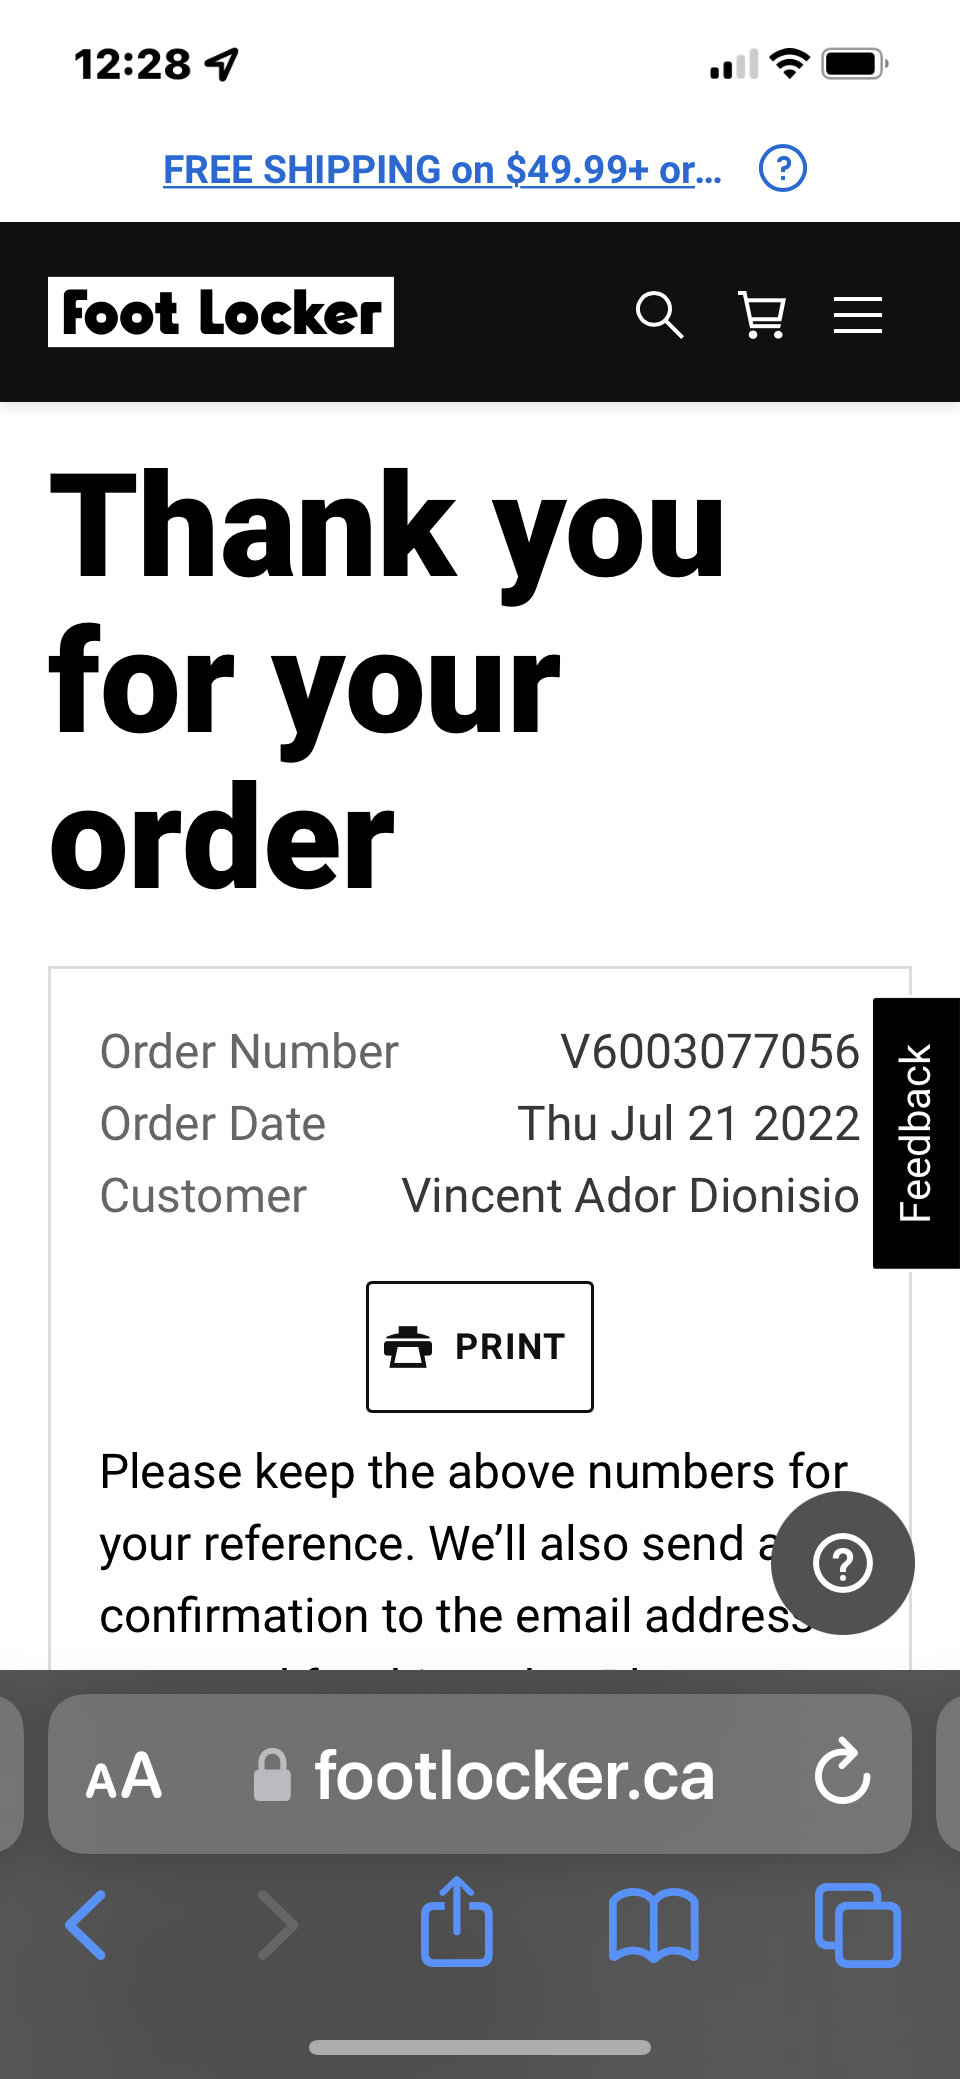 12:28
FREE SHIPPING on $49.99+ or...
Foot Locker
Thank you
for your
order
Order Number V6003077056
Order Date Thu Jul 21 2022
Customer Vincent Ador Dionisio
Feedback
PRINT
Please keep the above numbers for
your reference. We’ll also send a
confirmation to the email address
AA footlocker.ca